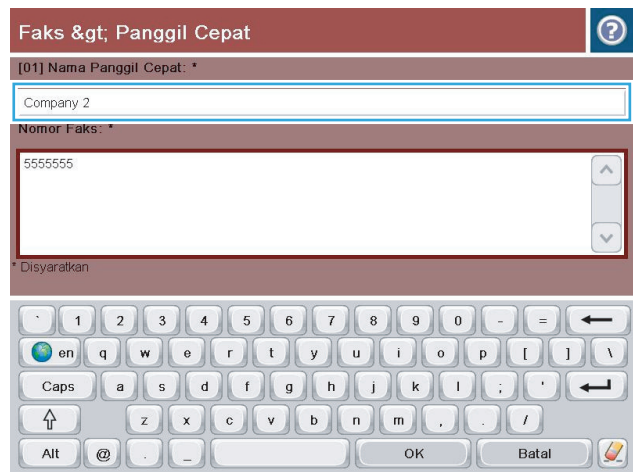 Faks &gt; Panggil Cepat
[01] Nama Panggil Cepat: *
Company 2
Nomor Faks: *
5555555
* Disyaratkan
` 1 2 3 4 5 6 7 8 9 0 - =
en q w e r t y u i o p [ ] \
Caps a s d f g h j k l ; '
z x c v b n m , . /
Alt @ . _ OK Batal